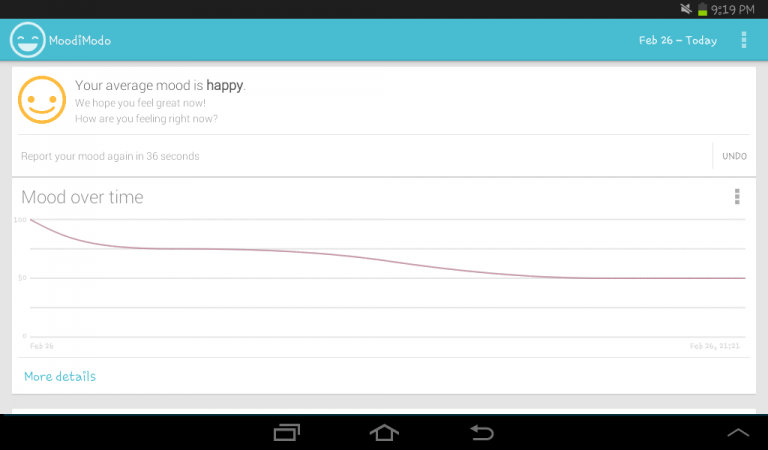 9:19 PM
MoodiModo
Feb 26 – Today
Your average mood is happy.
We hope you feel great now!
How are you feeling right now?
Report your mood again in 36 seconds
UNDO
Mood over time
100
50
0
Feb 26
Feb 26, 21:21
More details